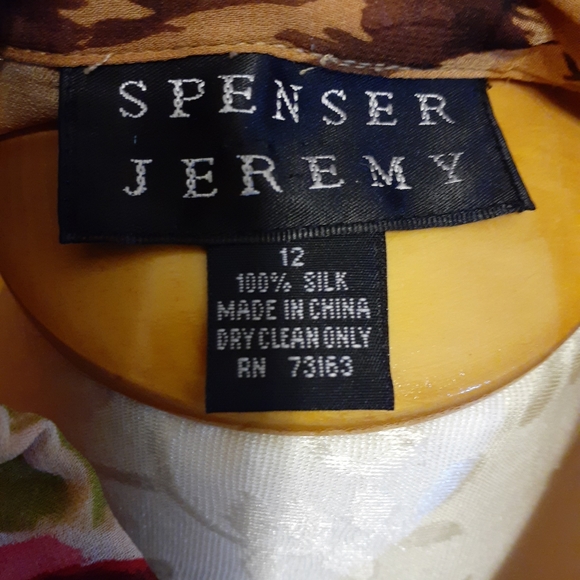 SPENSER
JEREMY
12
100% SILK
MADE IN CHINA
DRY CLEAN ONLY
RN 73163